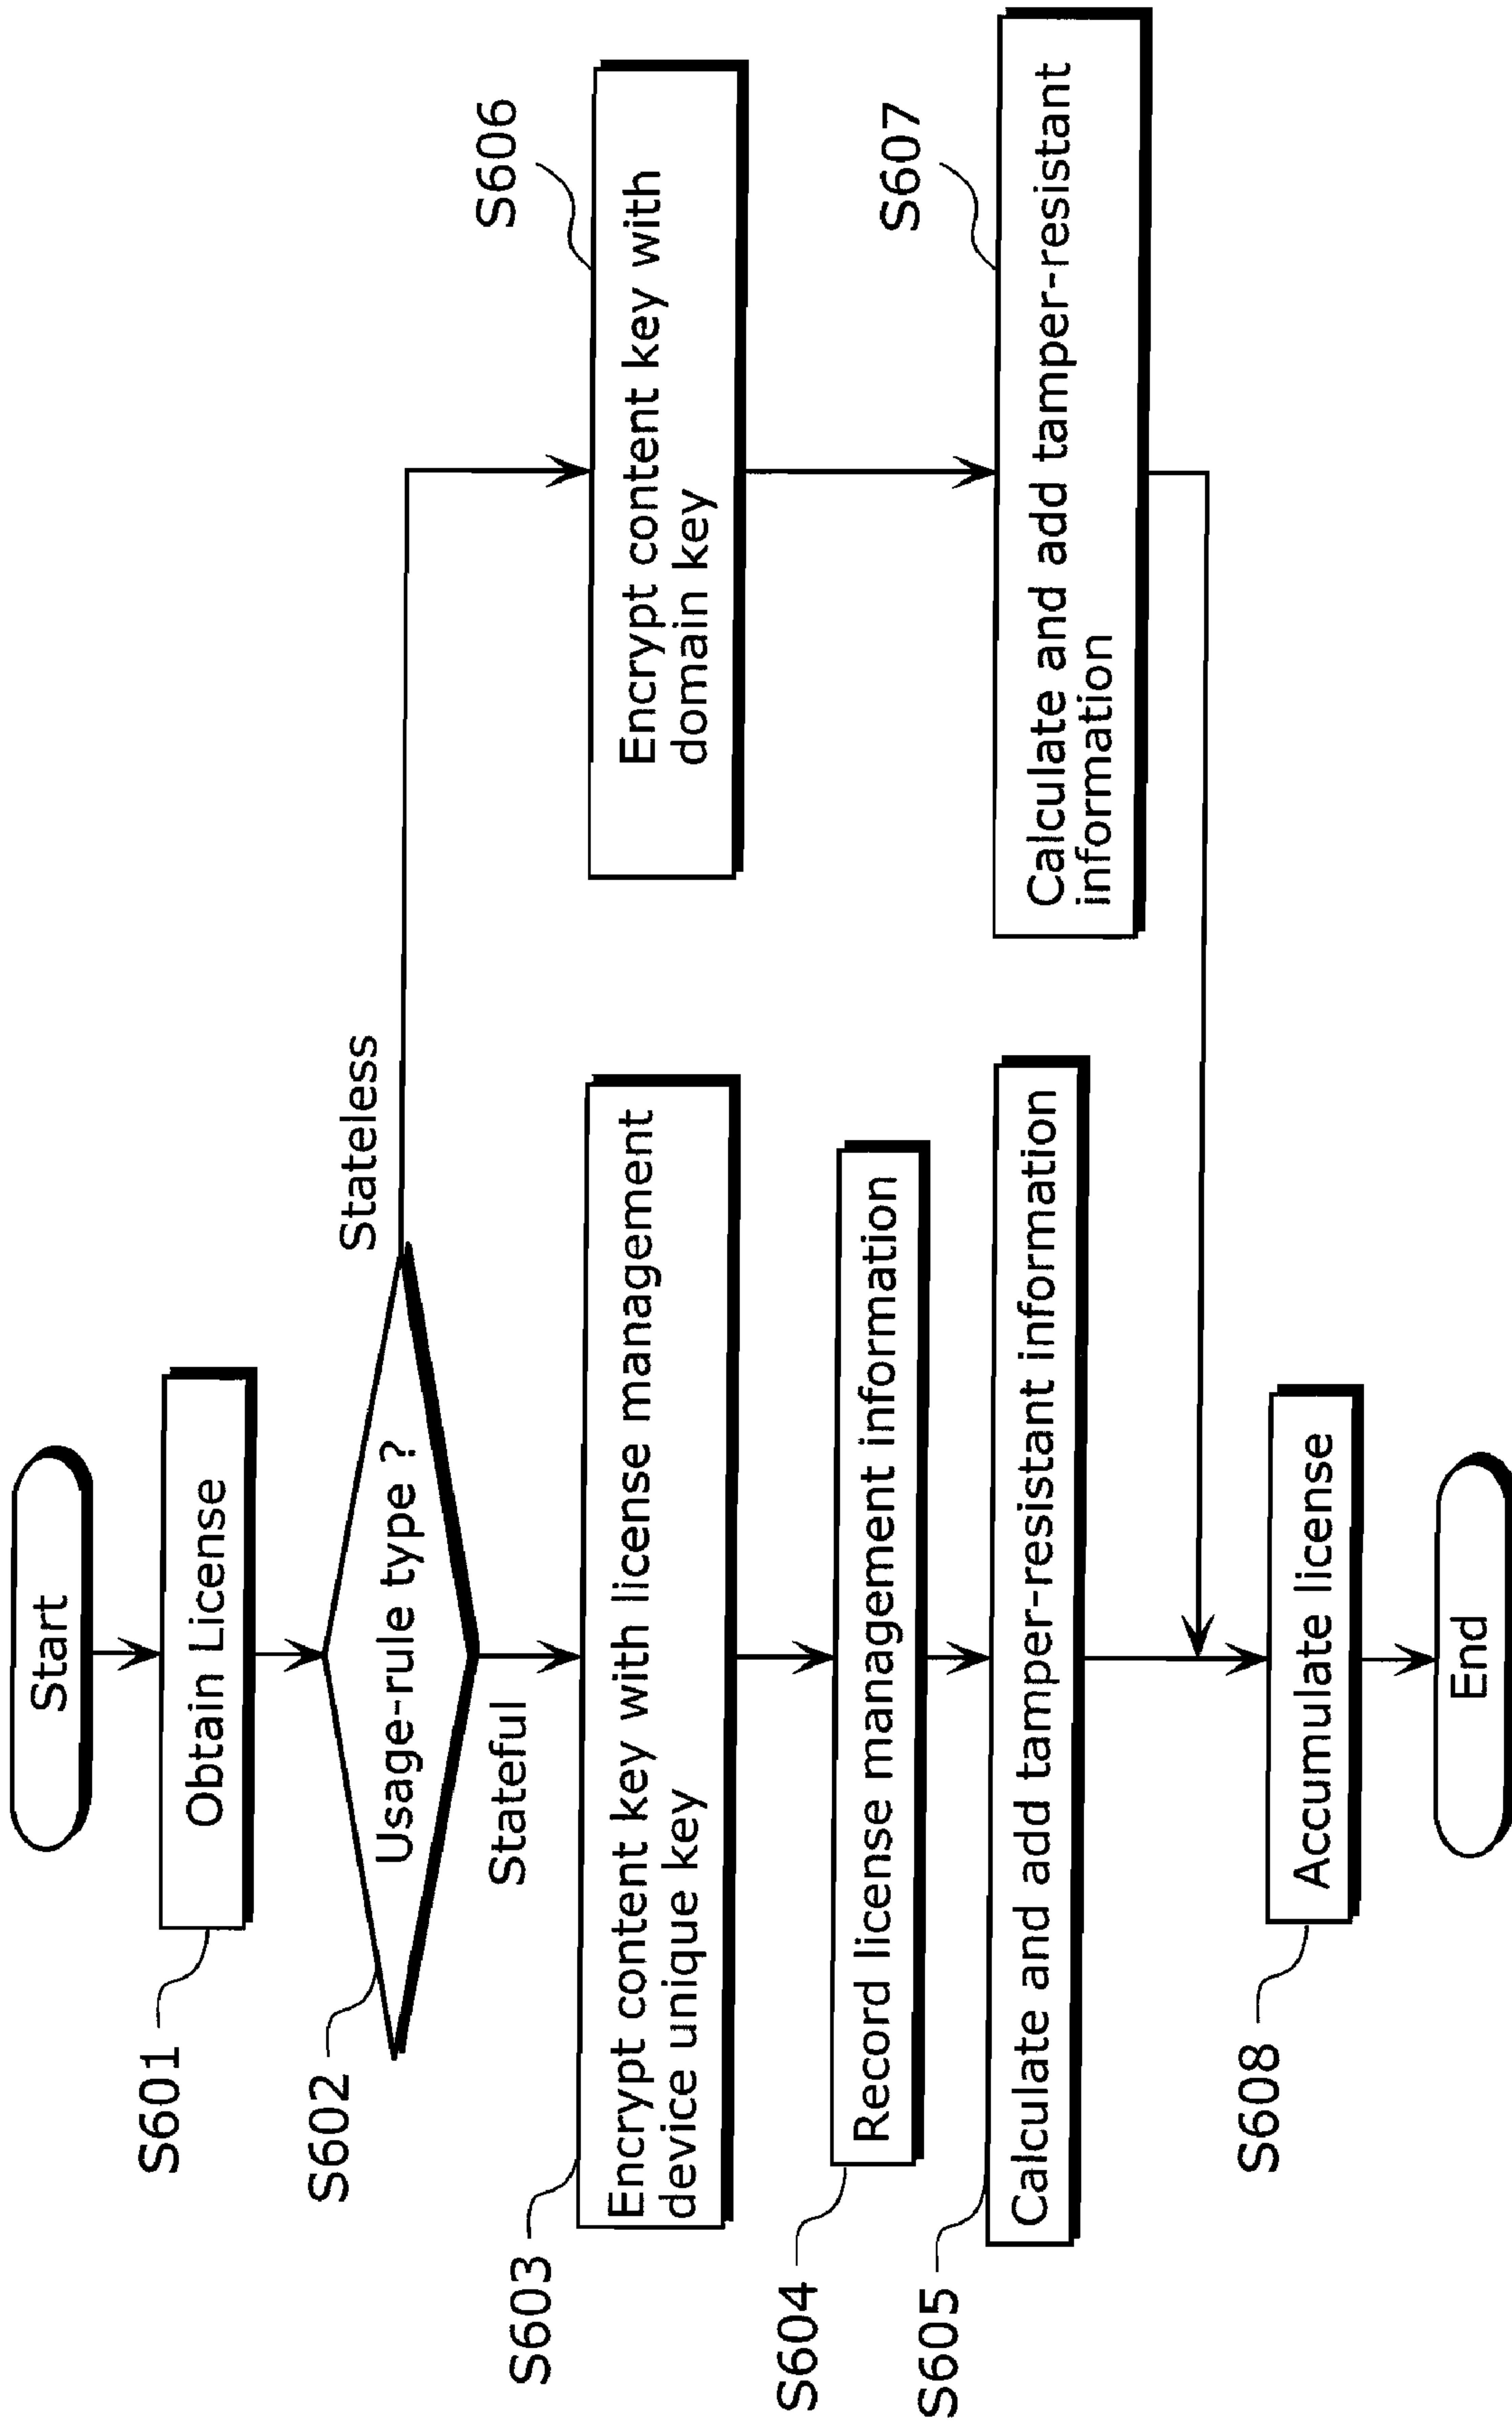 Start
S601
Obtain License
S602
Usage-rule type ?
Stateless
Stateful
S603
Encrypt content key with license management
device unique key
S606
Encrypt content key with
domain key
S604
Record license management information
S605
Calculate and add tamper-resistant information
S607
Calculate and add tamper-resistant
information
S608
Accumulate license
End